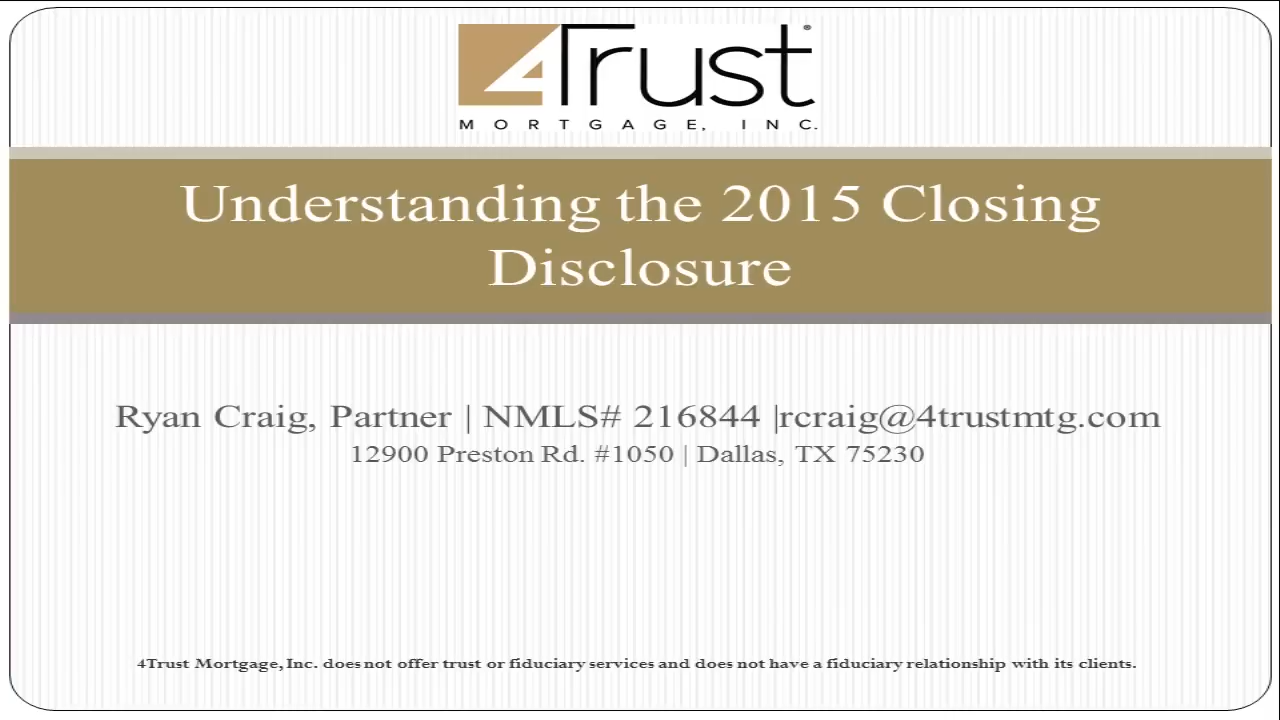 4Trust®
MORTGAGE, INC.
Understanding the 2015 Closing
Disclosure
Ryan Craig, Partner | NMLS# 216844 |rcraig@4trustmtg.com
12900 Preston Rd. #1050 | Dallas, TX 75230
4Trust Mortgage, Inc. does not offer trust or fiduciary services and does not have a fiduciary relationship with its clients.